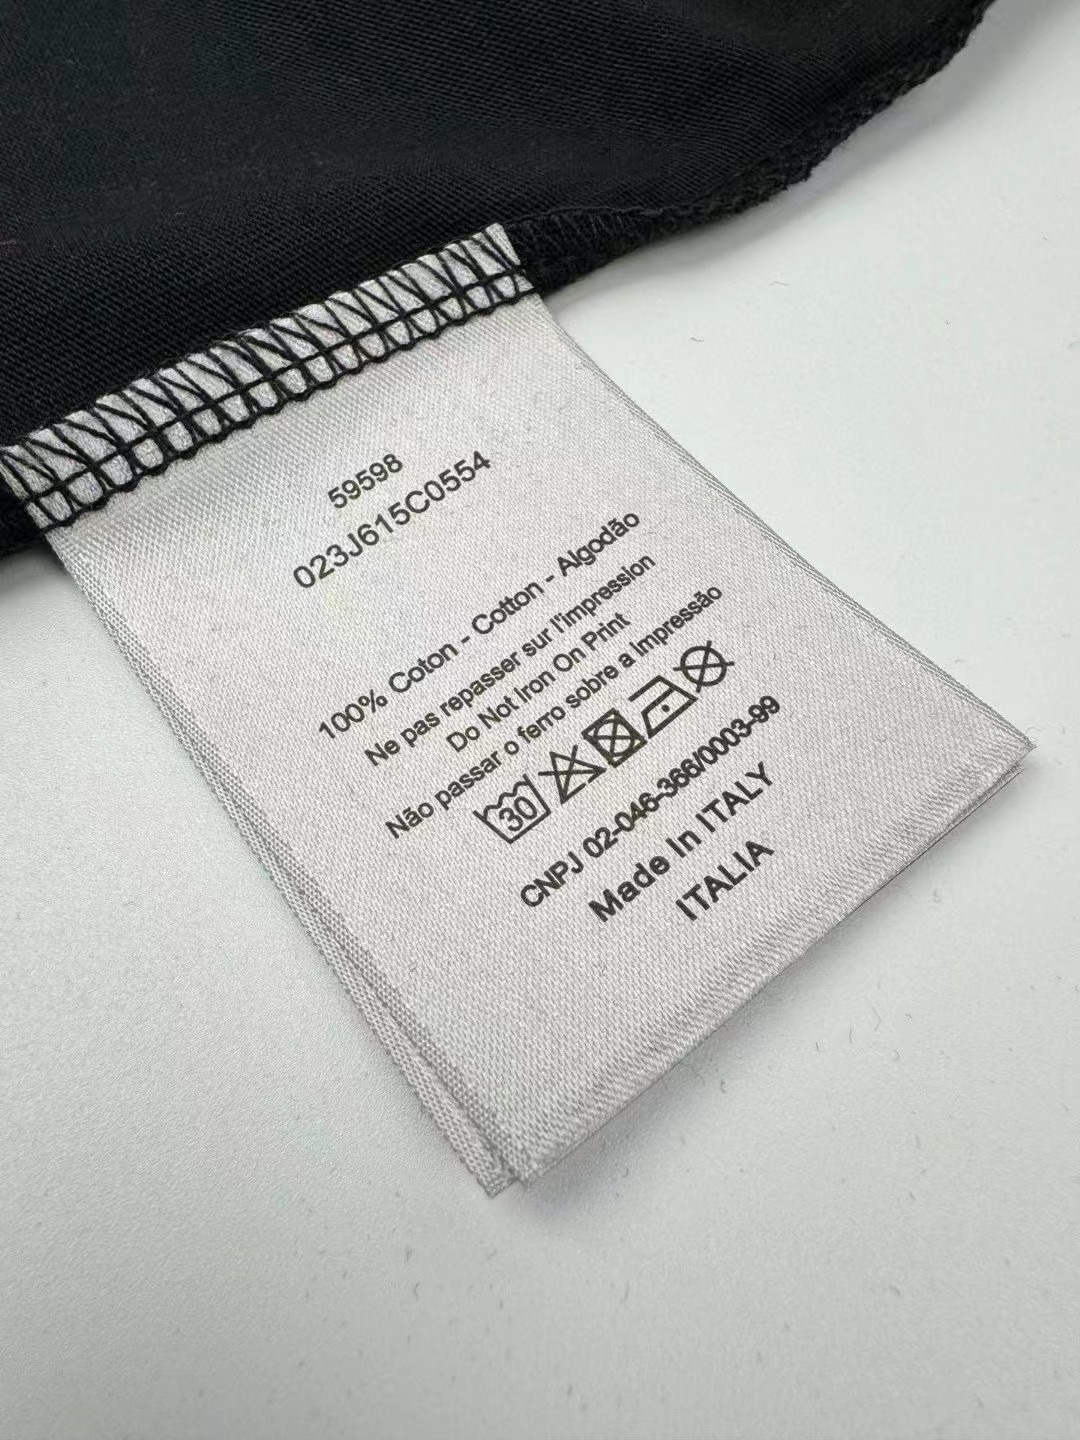 59598
023J615C0554
100% Coton - Cotton - Algodão
Ne pas repasser sur l'impression
Do Not Iron On Print
Não passar o ferro sobre a impressão
30
CNPJ 02-046-366/0003-99
Made In ITALY
ITALIA